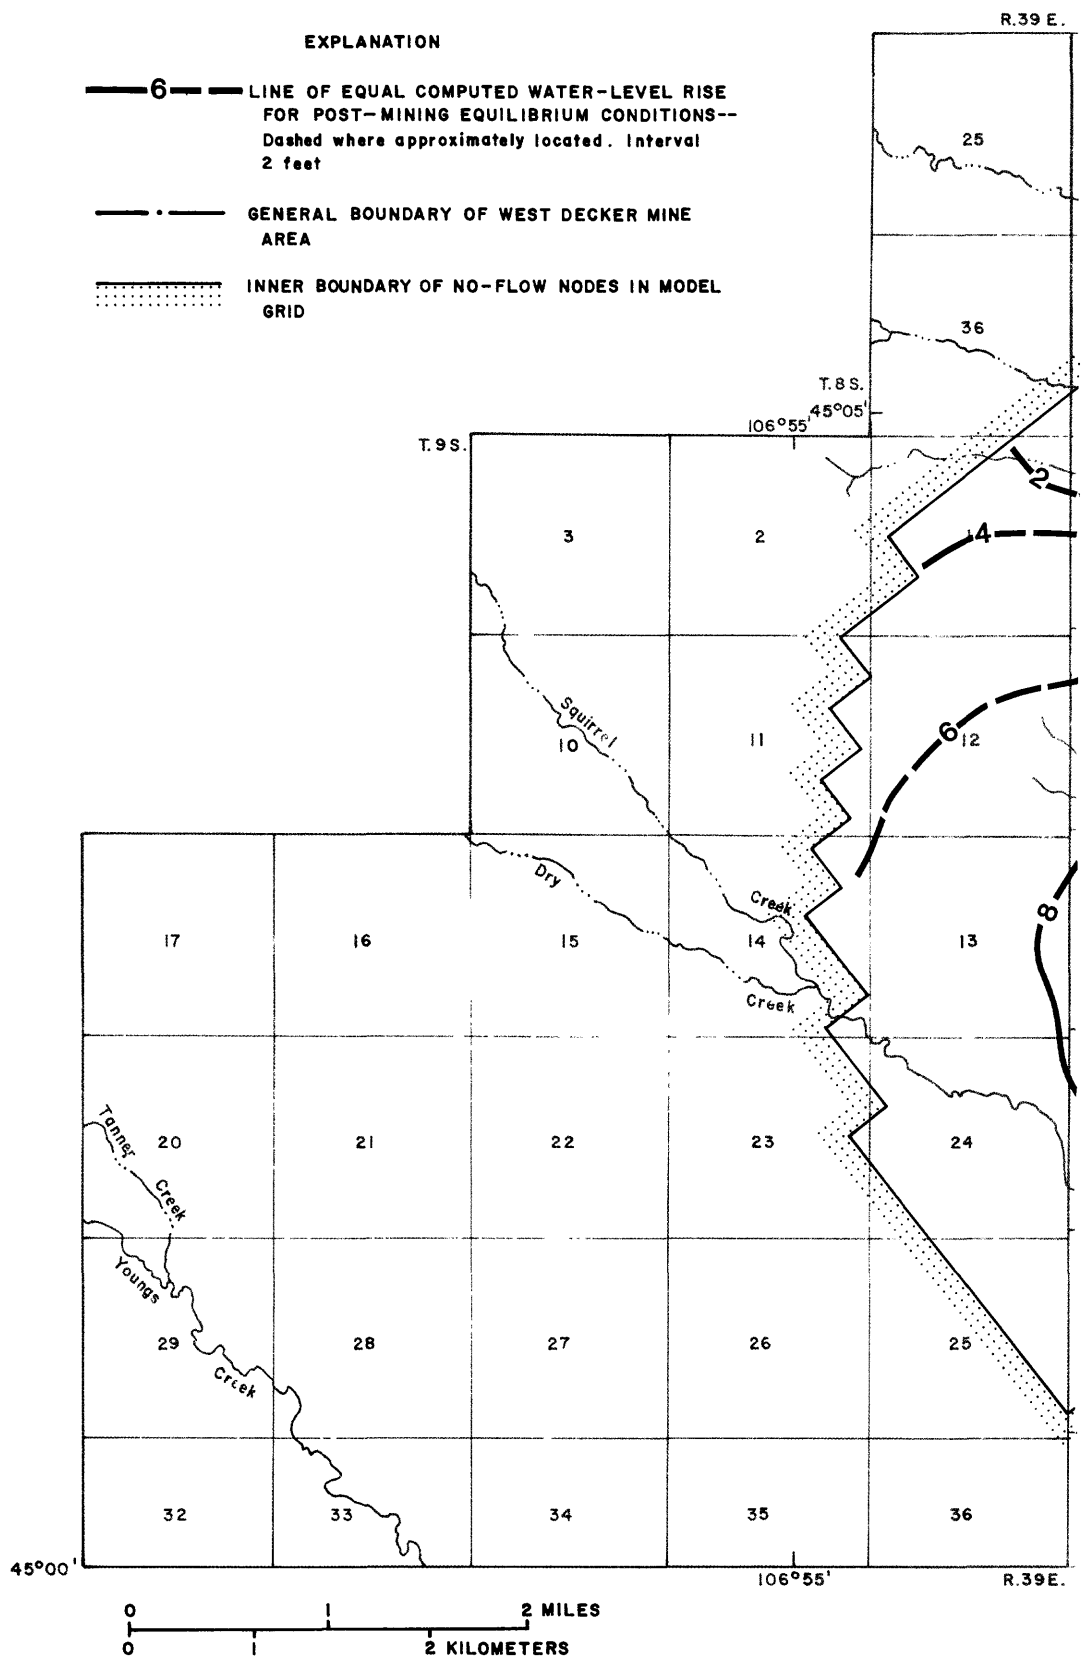 R.39 E.
EXPLANATION
6
LINE OF EQUAL COMPUTED WATER-LEVEL RISE
FOR POST-MINING EQUILIBRIUM CONDITIONS--
Dashed where approximately located. Interval
2 feet
GENERAL BOUNDARY OF WEST DECKER MINE
AREA
INNER BOUNDARY OF NO-FLOW NODES IN MODEL
GRID
25
36
T.8 S.
45°05'
106°55'
T.9 S.
2
3
2
4
Squirrel
10
11
6
12
Dry
Creek
8
17
16
15
14
13
Creek
Tanner
20
21
22
23
24
Creek
Youngs
29
28
27
26
25
Creek
32
33
34
35
36
45°00'
106°55'
R.39E.
0 1 2 MILES
0 1 2 KILOMETERS